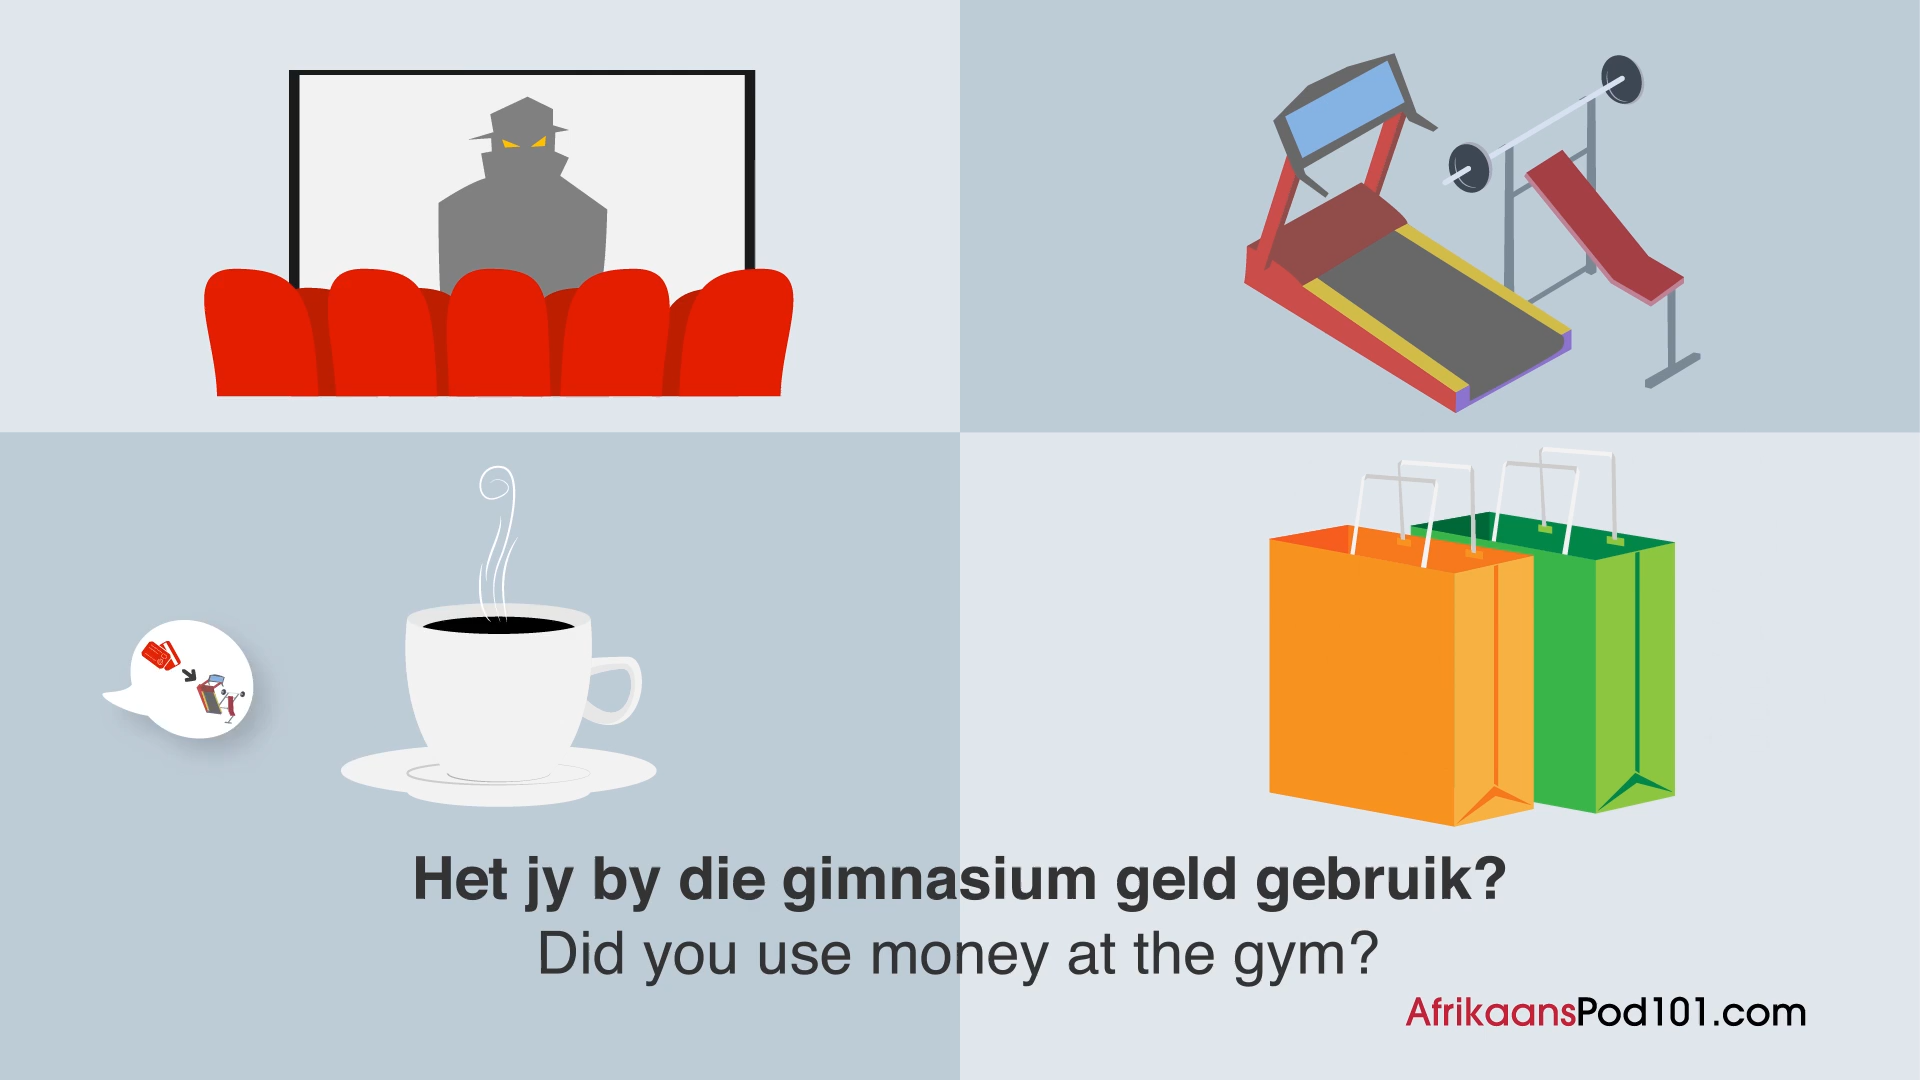 Het jy by die gimnasium geld gebruik?
Did you use money at the gym?
AfrikaansPod101.com